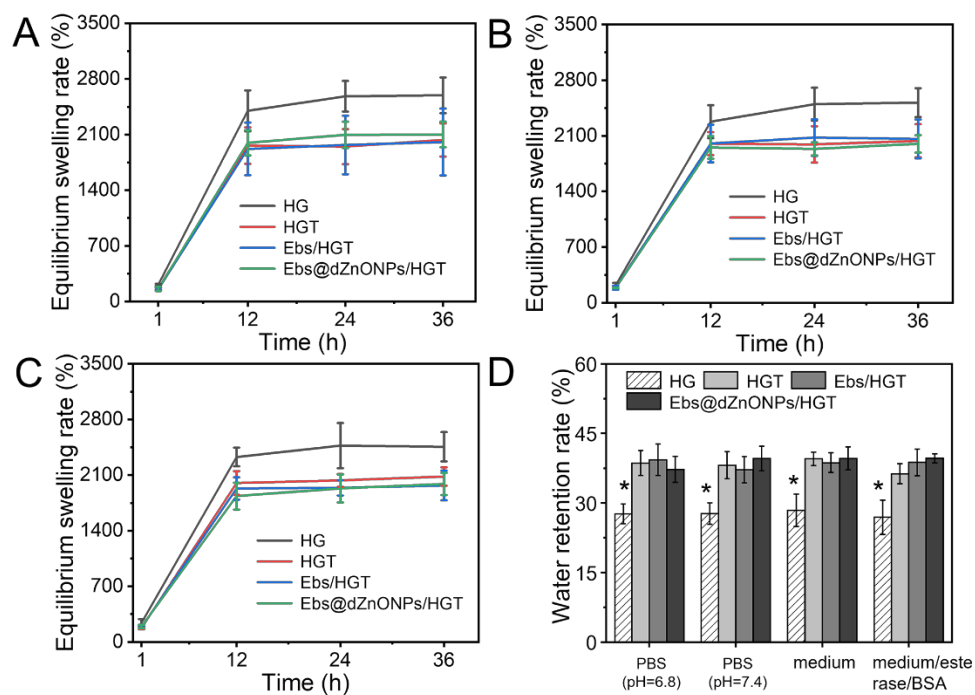 A
Equilibrium swelling rate (%)
3500
2800
2100
1400
700
0
HG
HGT
Ebs/HGT
Ebs@dZnONPs/HGT
1
12
24
36
Time (h)
B
Equilibrium swelling rate (%)
3500
2800
2100
1400
700
0
HG
HGT
Ebs/HGT
Ebs@dZnONPs/HGT
1
12
24
36
Time (h)
C
Equilibrium swelling rate (%)
3500
2800
2100
1400
700
0
HG
HGT
Ebs/HGT
Ebs@dZnONPs/HGT
1
12
24
36
Time (h)
D
Water retention rate (%)
60
45
30
15
0
HG HGT Ebs/HGT
Ebs@dZnONPs/HGT
* * * *
PBS
(pH=6.8)
PBS
(pH=7.4)
medium
medium/este
rase/BSA